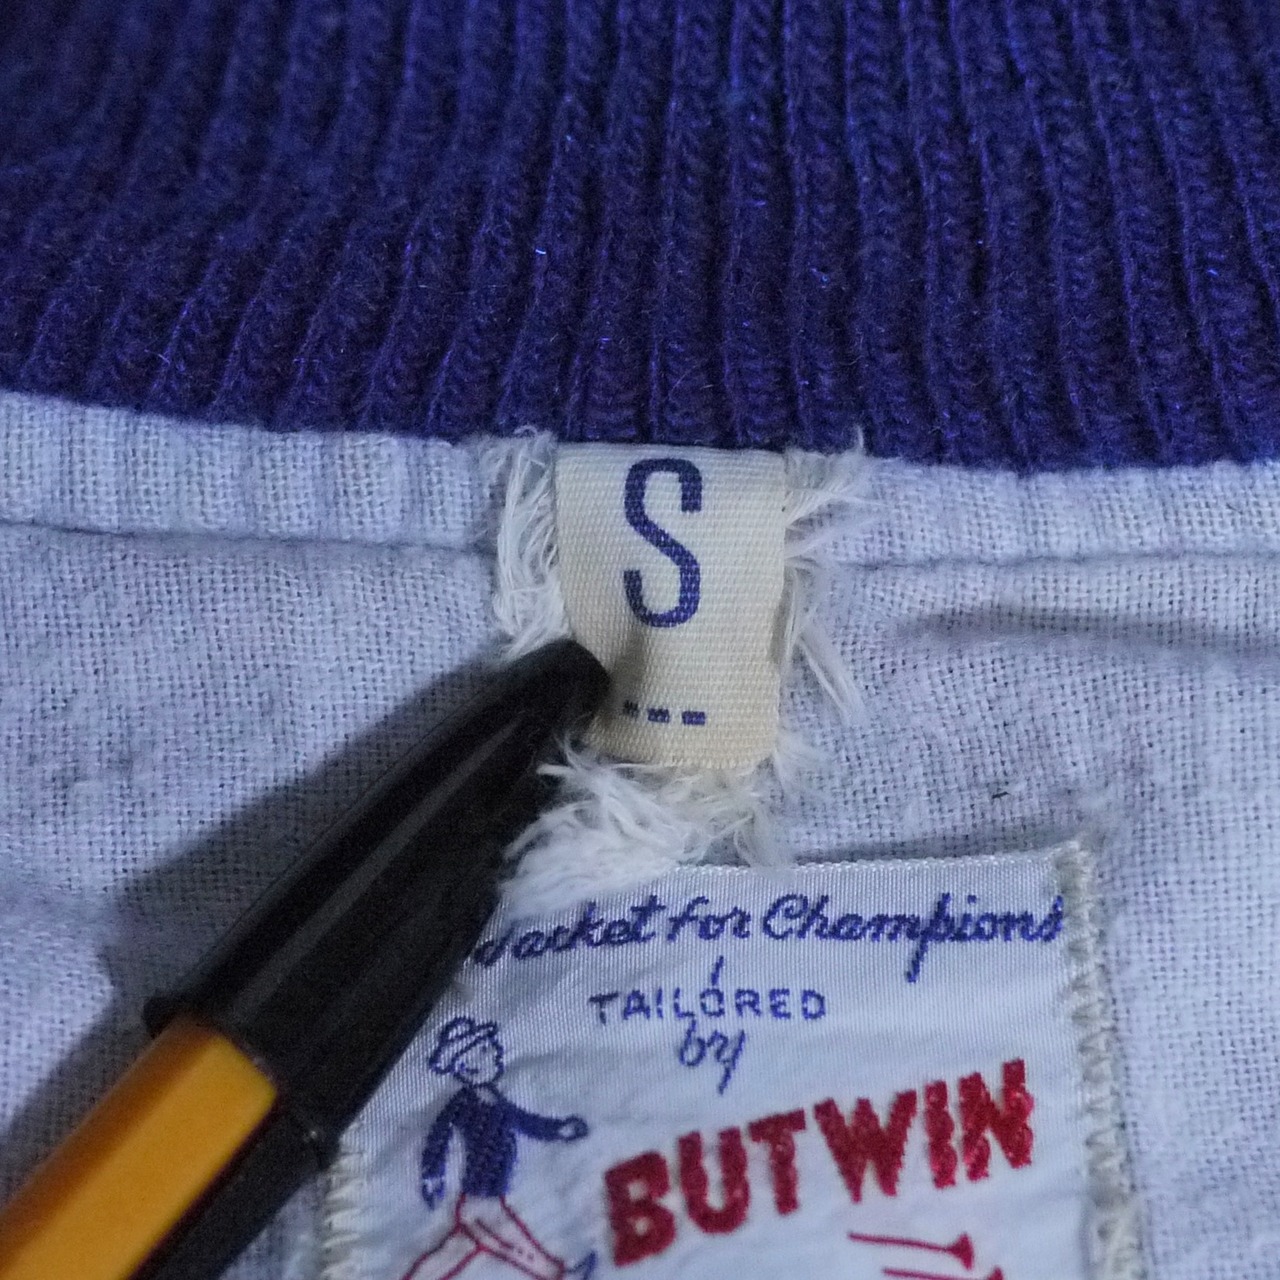 S
---
Jacket for Champions
TAILORED
by
BUTWIN